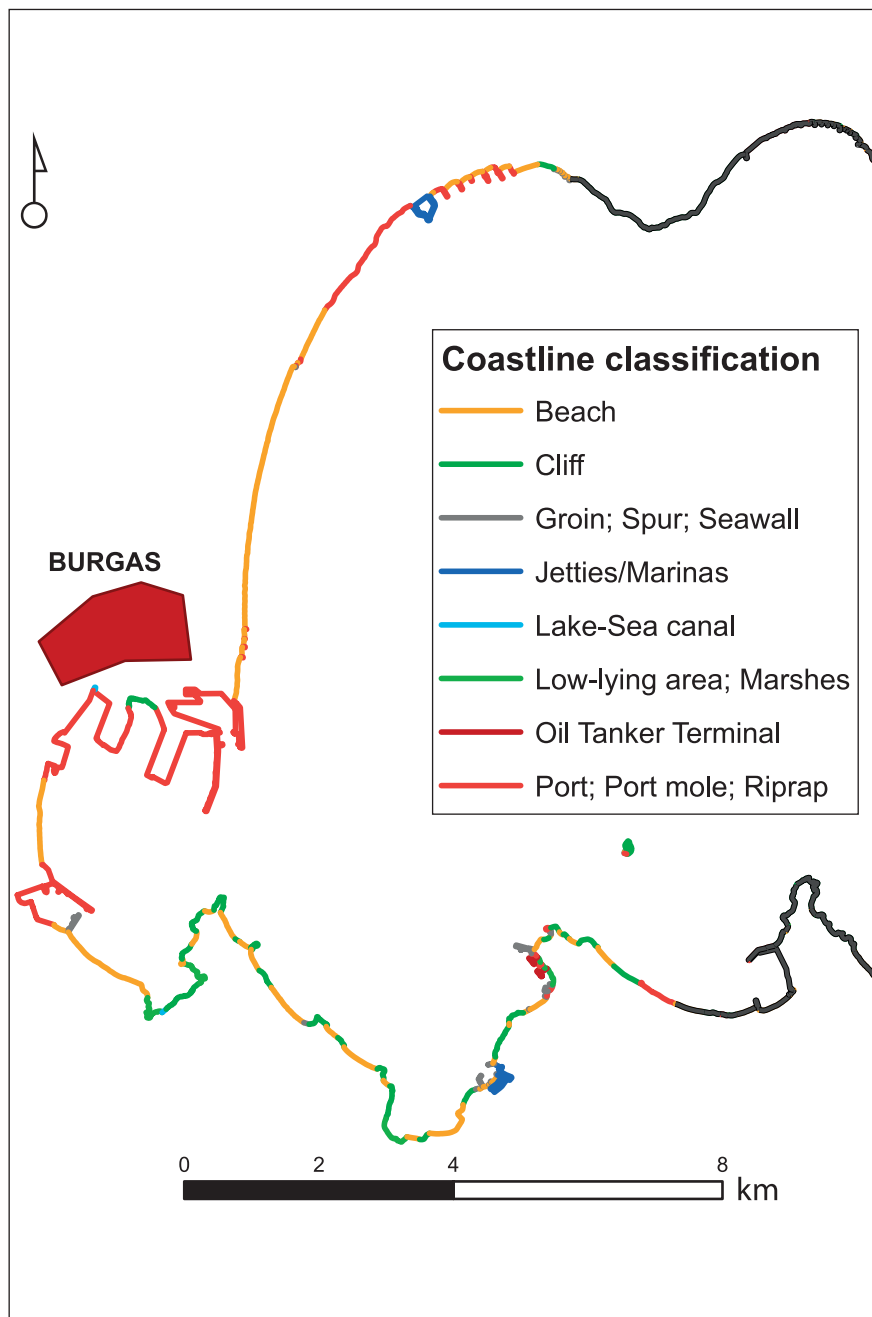 Coastline classification
Beach
Cliff
Groin; Spur; Seawall
BURGAS
Jetties/Marinas
Lake-Sea canal
Low-lying area; Marshes
Oil Tanker Terminal
Port; Port mole; Riprap
0 2 4 8
km